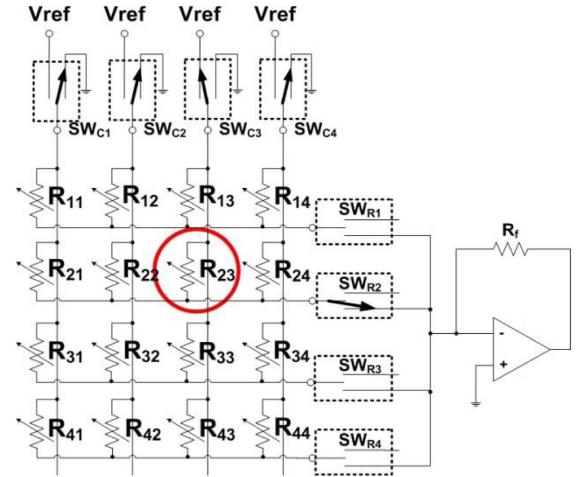 Vref Vref Vref Vref
SWC1 SWC2 SWC3 SWC4
R11 R12 R13 R14
SWR1
Rf
R21 R22 R23 R24
SWR2
-
+
R31 R32 R33 R34
SWR3
R41 R42 R43 R44
SWR4